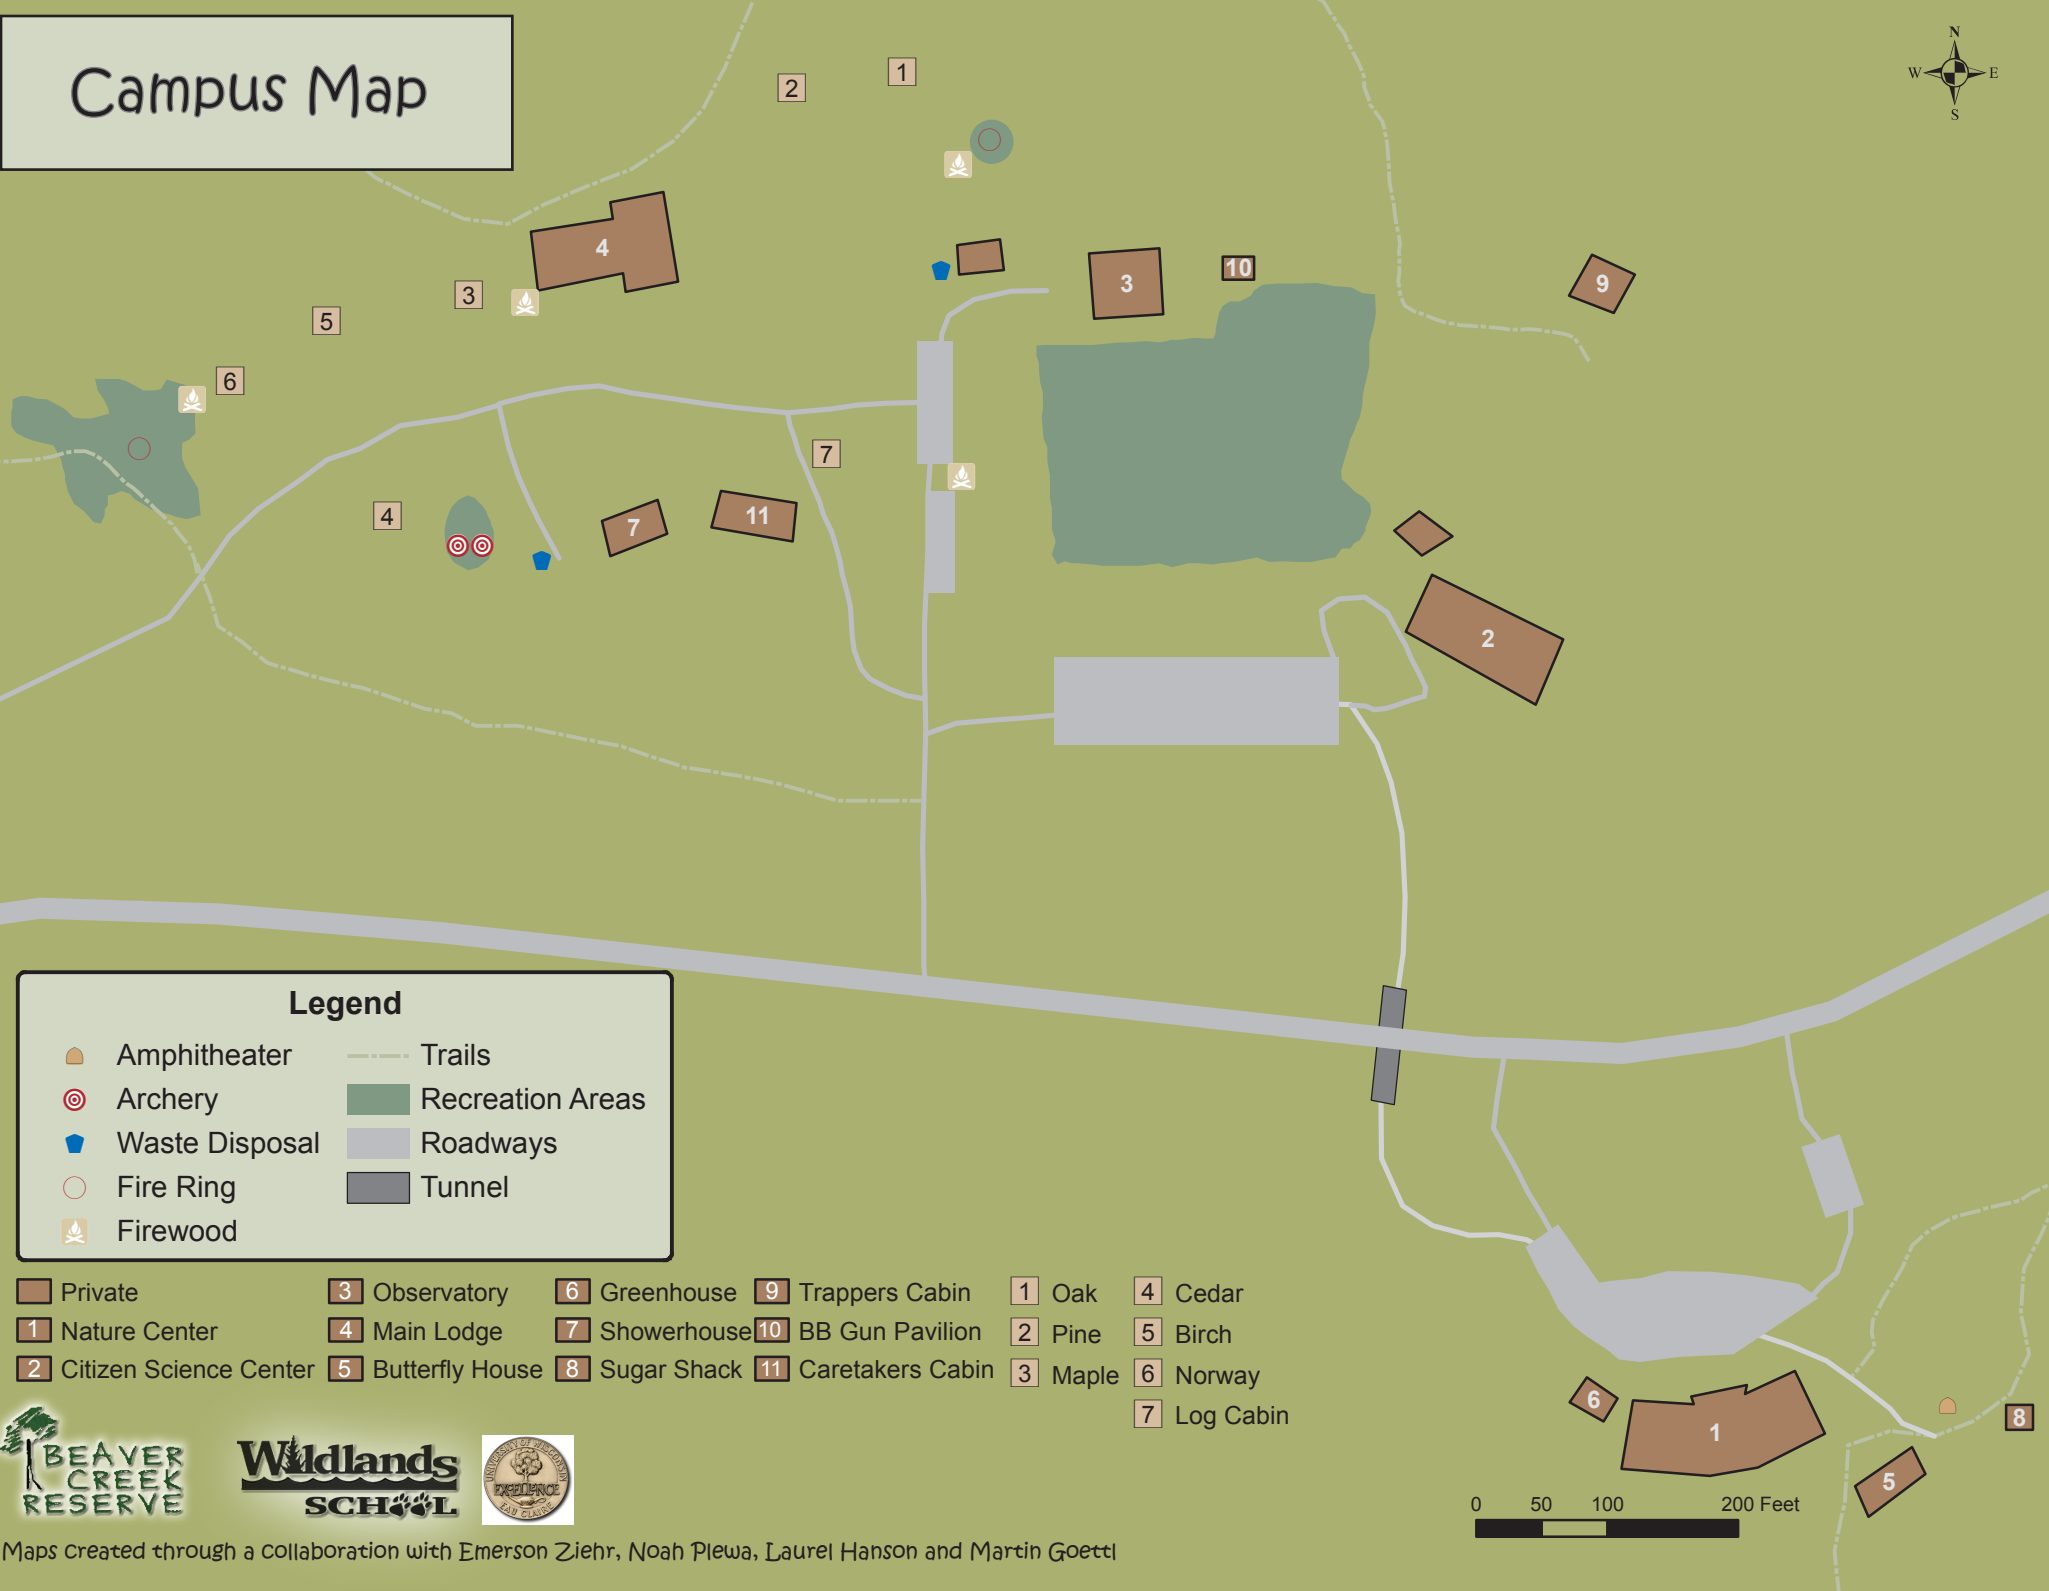 Campus Map
N
W E
S
1
2
4
3
5
6
3
10
9
7
4
7
11
2
Legend
Amphitheater
Trails
Archery
Recreation Areas
Waste Disposal
Roadways
Fire Ring
Tunnel
Firewood
Private
1 Nature Center
2 Citizen Science Center
3 Observatory
4 Main Lodge
5 Butterfly House
6 Greenhouse
7 Showerhouse
8 Sugar Shack
9 Trappers Cabin
10 BB Gun Pavilion
11 Caretakers Cabin
1 Oak
2 Pine
3 Maple
4 Cedar
5 Birch
6 Norway
7 Log Cabin
6
1
8
5
BEAVER
CREEK
RESERVE
Wildlands
SCHOOL
UNIVERSITY OF WISCONSIN
EXCELLENCE
EAU CLAIRE
0 50 100 200 Feet
Maps created through a collaboration with Emerson Ziehr, Noah Plewa, Laurel Hanson and Martin Goettl